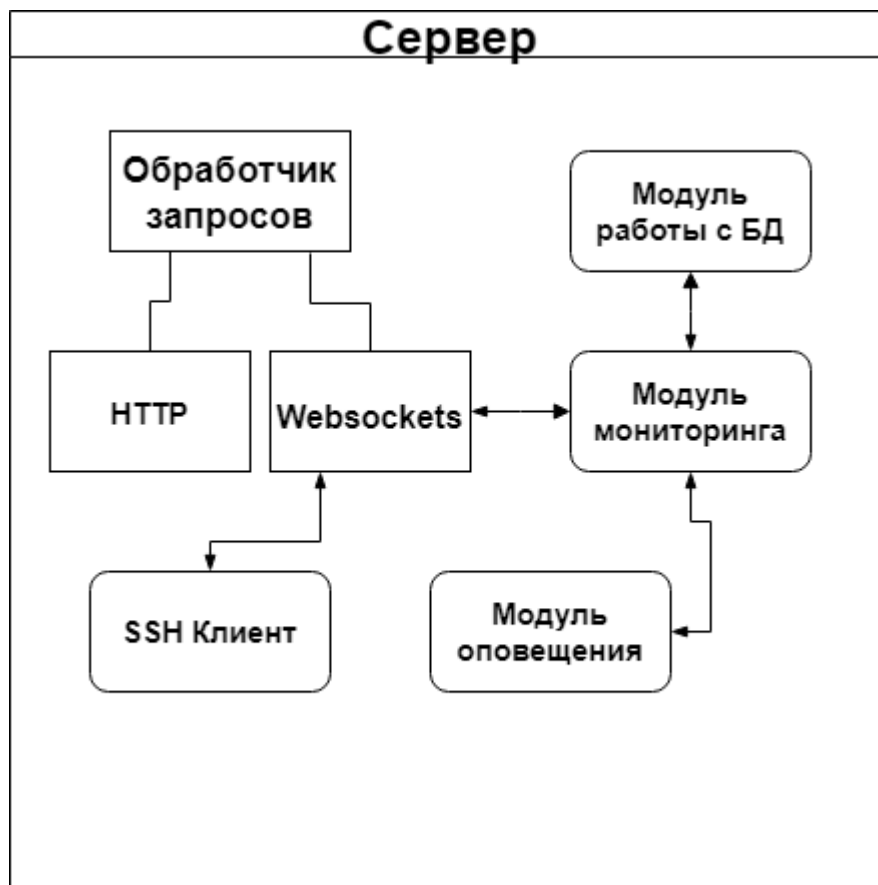 Сервер
Обработчик
запросов
Модуль
работы с БД
HTTP
Websockets
Модуль
мониторинга
SSH Клиент
Модуль
оповещения